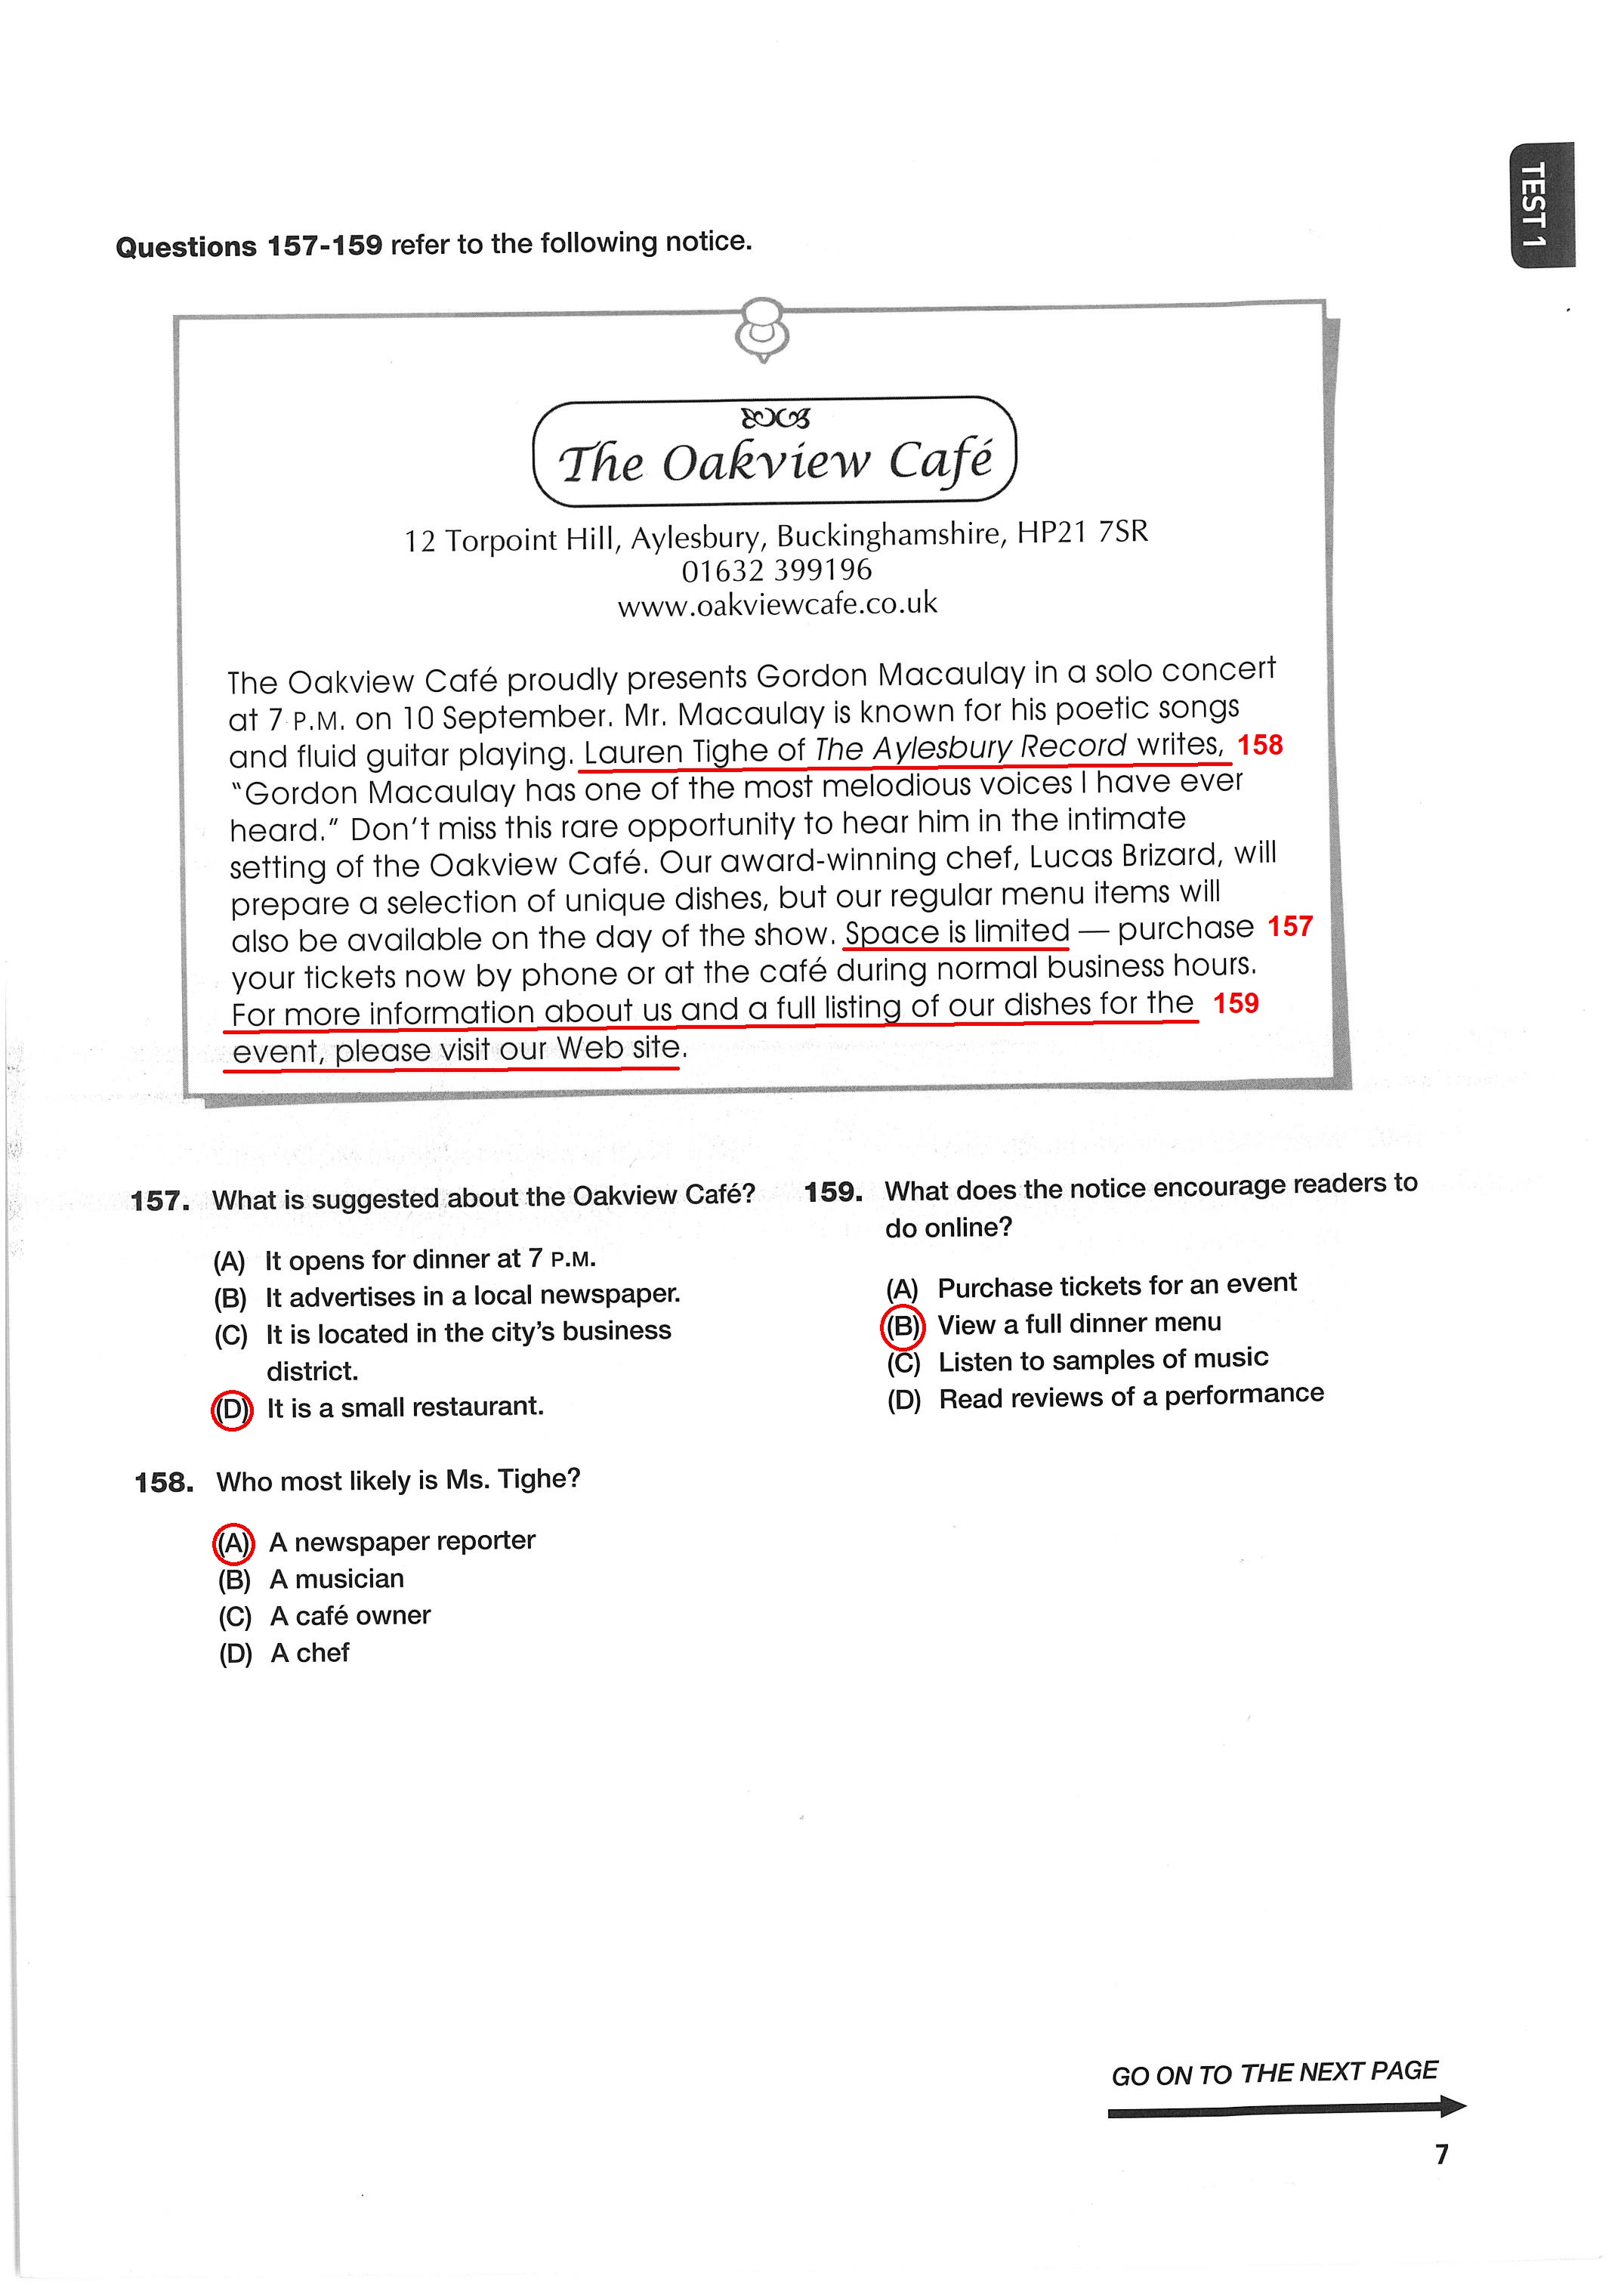 TEST 1
Questions 157-159 refer to the following notice.
The Oakview Café
12 Torpoint Hill, Aylesbury, Buckinghamshire, HP21 7SR
01632 399196
www.oakviewcafe.co.uk
The Oakview Café proudly presents Gordon Macaulay in a solo concert
at 7 P.M. on 10 September. Mr. Macaulay is known for his poetic songs
and fluid guitar playing. Lauren Tighe of The Aylesbury Record writes, 158
"Gordon Macaulay has one of the most melodious voices I have ever
heard." Don't miss this rare opportunity to hear him in the intimate
setting of the Oakview Café. Our award-winning chef, Lucas Brizard, will
prepare a selection of unique dishes, but our regular menu items will
also be available on the day of the show. Space is limited — purchase 157
your tickets now by phone or at the café during normal business hours.
For more information about us and a full listing of our dishes for the 159
event, please visit our Web site.
157. What is suggested about the Oakview Café?
(A) It opens for dinner at 7 P.M.
(B) It advertises in a local newspaper.
(C) It is located in the city's business
district.
(D) It is a small restaurant.
158. Who most likely is Ms. Tighe?
(A) A newspaper reporter
(B) A musician
(C) A café owner
(D) A chef
159. What does the notice encourage readers to
do online?
(A) Purchase tickets for an event
(B) View a full dinner menu
(C) Listen to samples of music
(D) Read reviews of a performance
GO ON TO THE NEXT PAGE
7